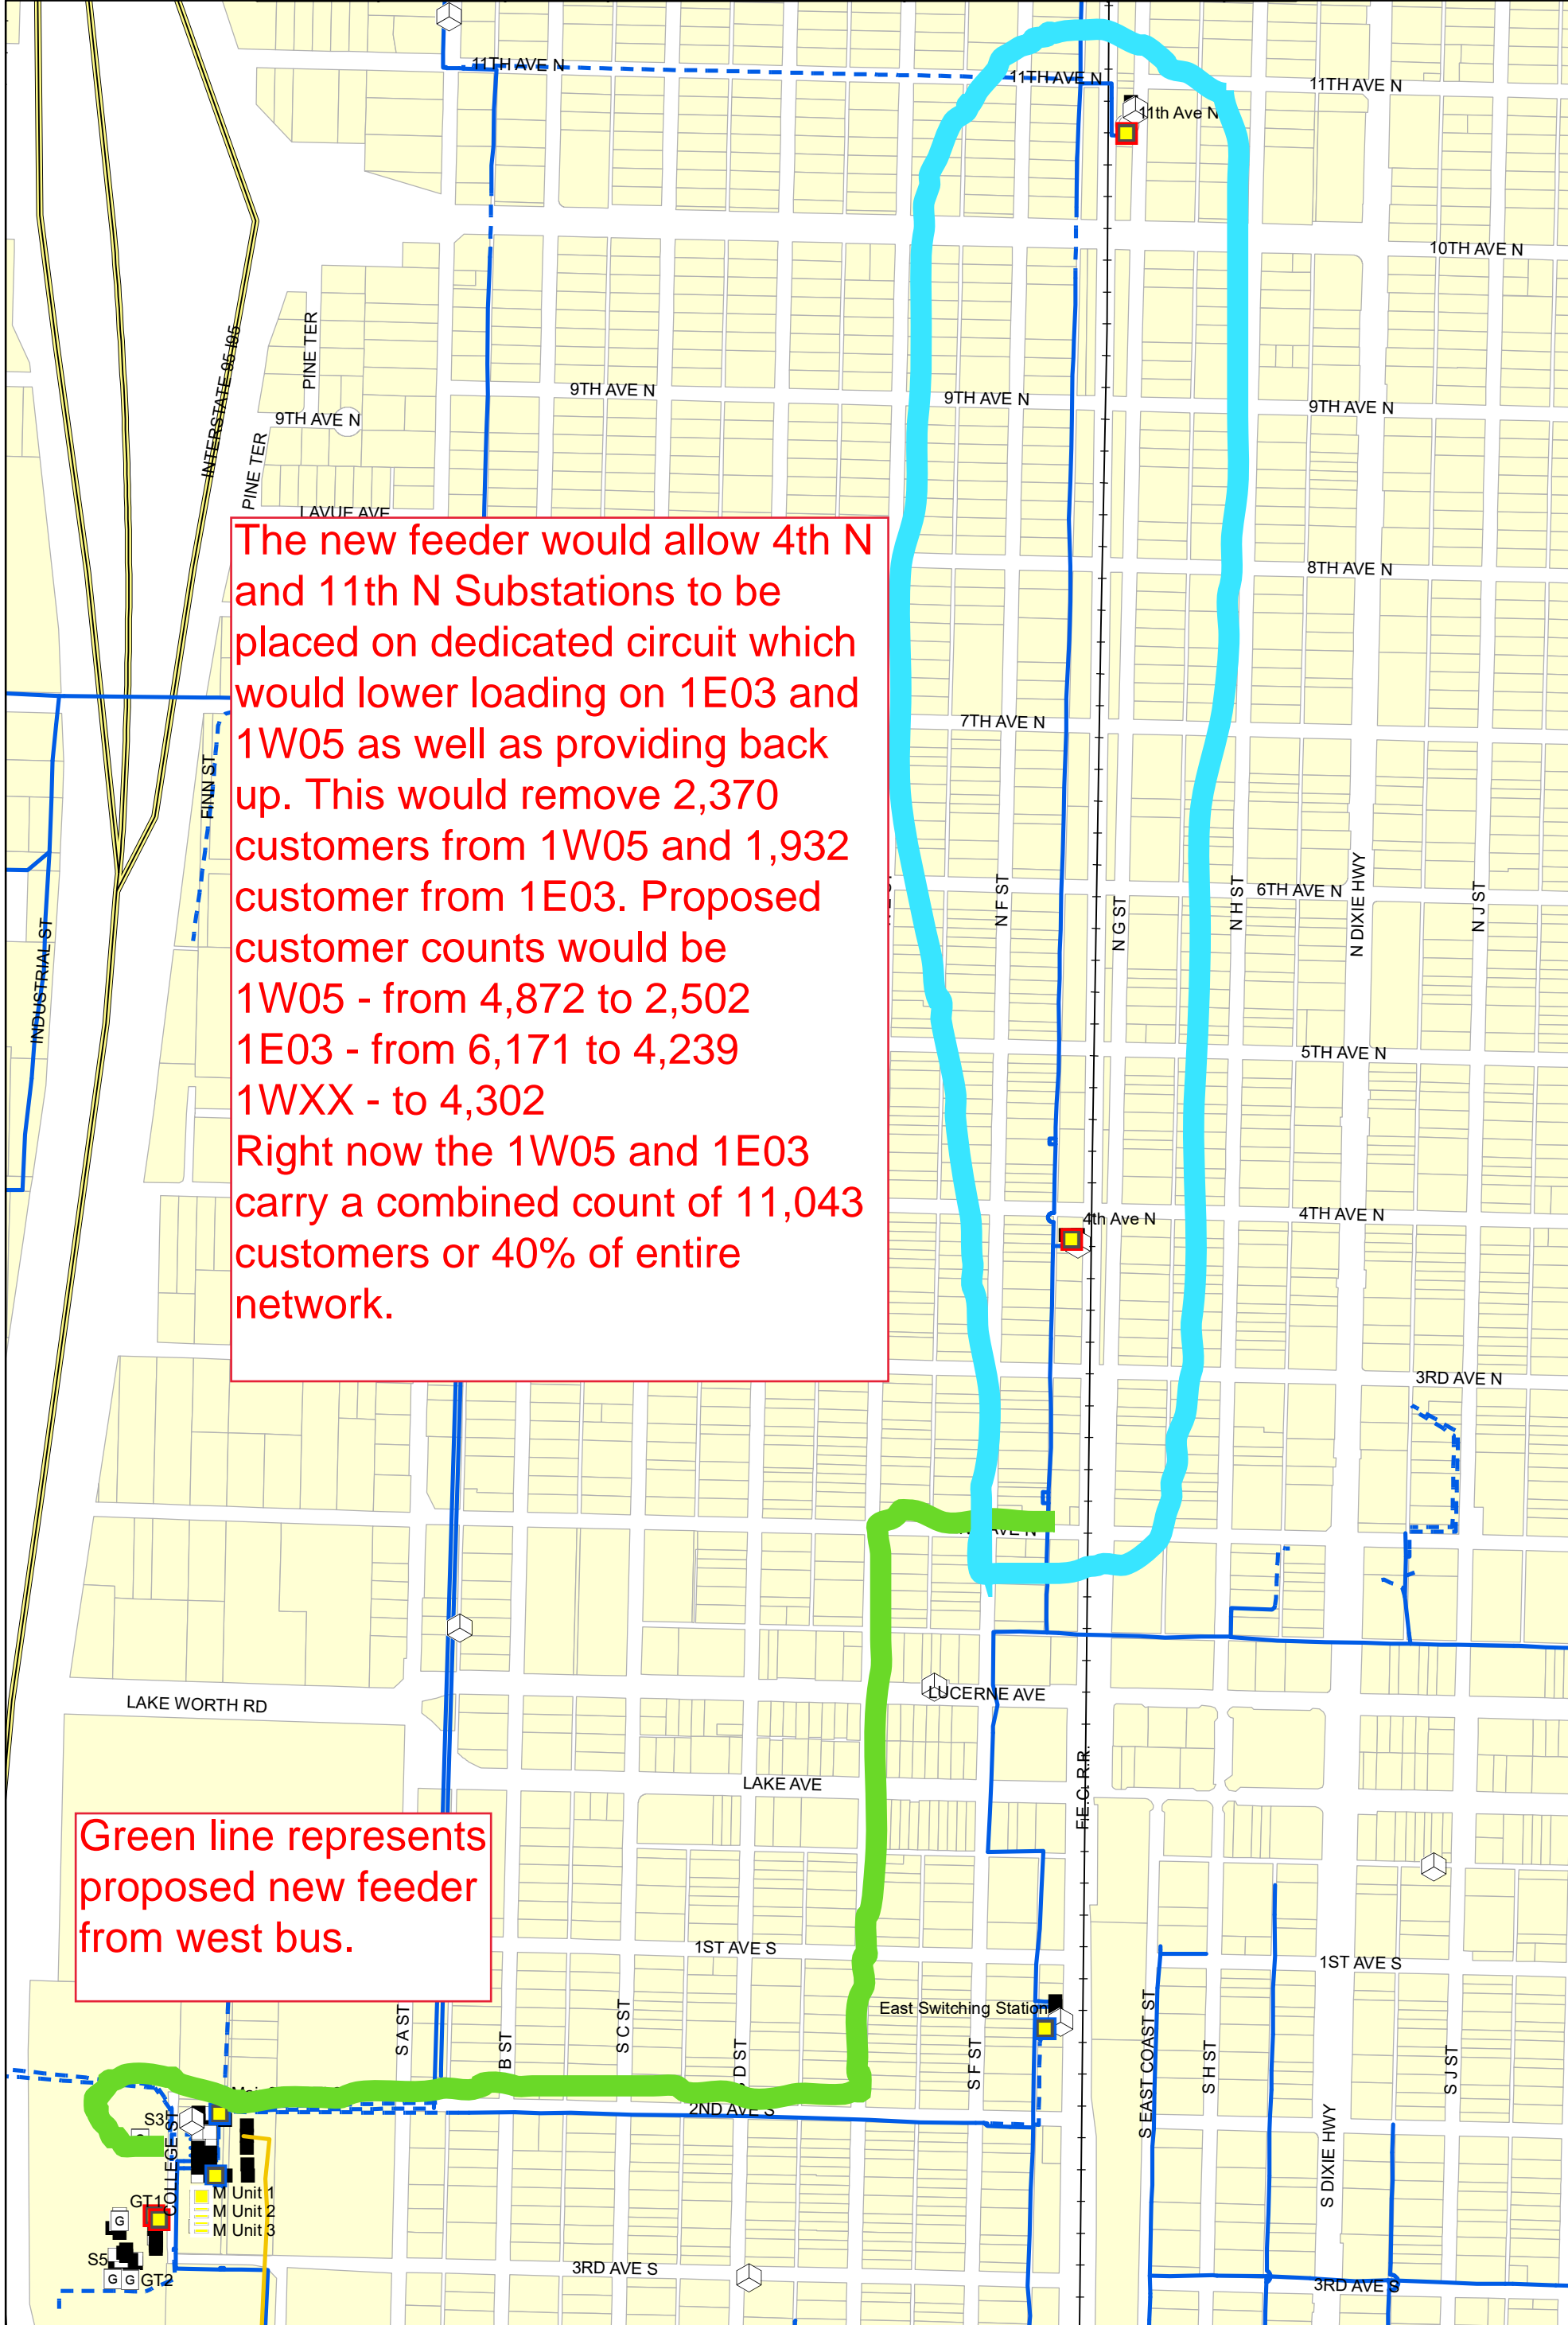 11TH AVE N
11TH AVE N
11TH AVE N
11th Ave N
10TH AVE N
INTERSTATE 95 I95
PINE TER
9TH AVE N
9TH AVE N
9TH AVE N
9TH AVE N
PINE TER
LAVUE AVE
The new feeder would allow 4th N
and 11th N Substations to be
placed on dedicated circuit which
would lower loading on 1E03 and
1W05 as well as providing back
up. This would remove 2,370
customers from 1W05 and 1,932
customer from 1E03. Proposed
customer counts would be
1W05 - from 4,872 to 2,502
1E03 - from 6,171 to 4,239
1WXX - to 4,302
Right now the 1W05 and 1E03
carry a combined count of 11,043
customers or 40% of entire
network.
8TH AVE N
7TH AVE N
FINN ST
INDUSTRIAL ST
N F ST
N G ST
N H ST
6TH AVE N
N DIXIE HWY
N J ST
5TH AVE N
4th Ave N
4TH AVE N
3RD AVE N
AVE N
LAKE WORTH RD
LUCERNE AVE
LAKE AVE
F.E.C. R.R.
Green line represents
proposed new feeder
from west bus.
1ST AVE S
1ST AVE S
East Switching Station
S A ST
B ST
S C ST
D ST
S F ST
S EAST COAST ST
S H ST
S J ST
2ND AVE S
S DIXIE HWY
COLLEGE ST
M Unit 1
M Unit 2
M Unit 3
GT1
G
S5
G G GT2
3RD AVE S
3RD AVE S